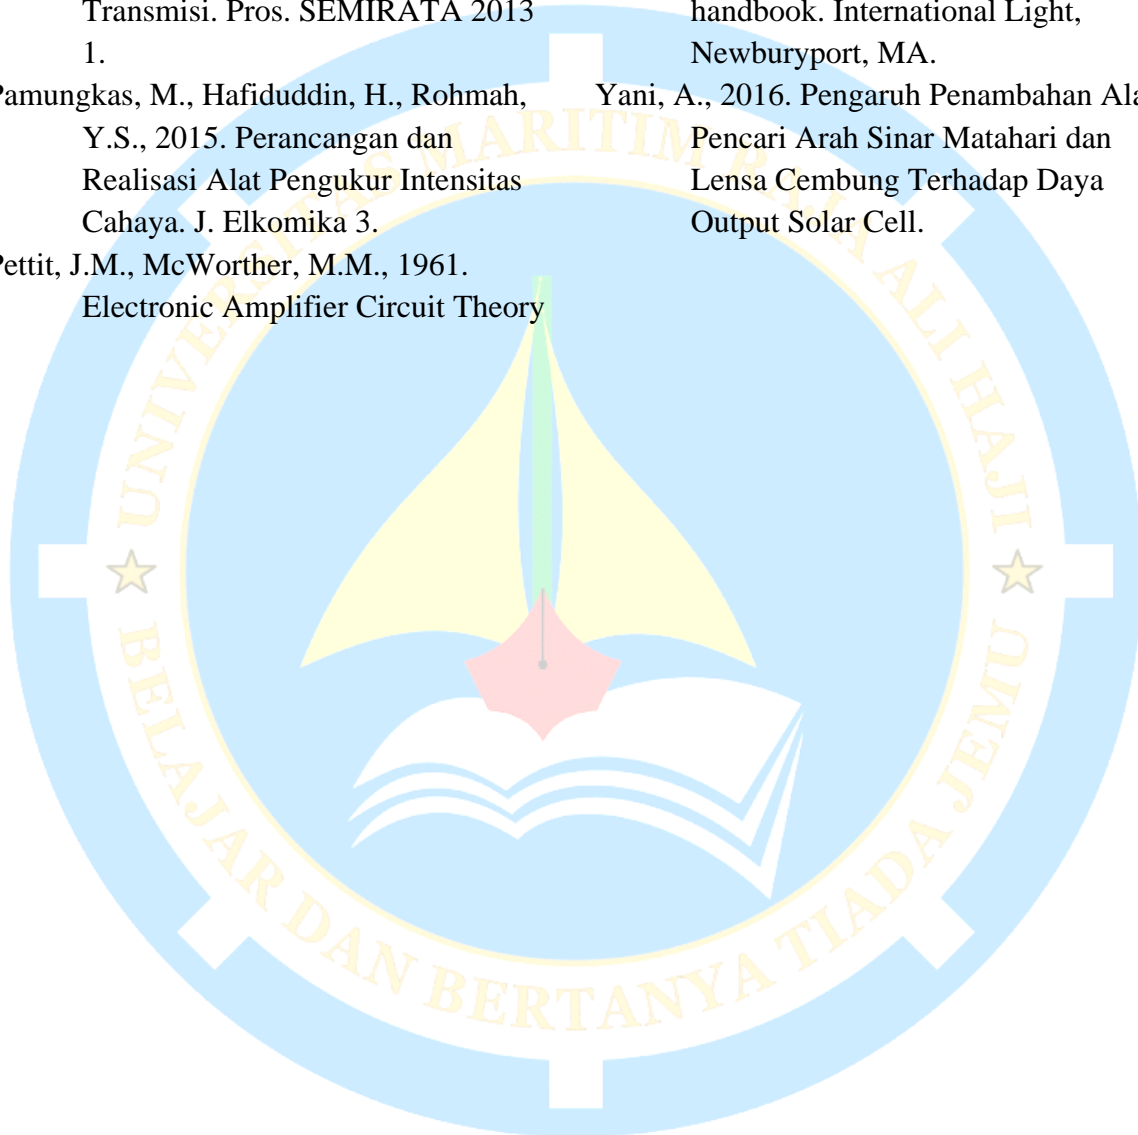 Transmisi. Pros. SEMIRATA 2013
1.
Pamungkas, M., Hafiduddin, H., Rohmah,
Y.S., 2015. Perancangan dan
Realisasi Alat Pengukur Intensitas
Cahaya. J. Elkomika 3.
Pettit, J.M., McWorther, M.M., 1961.
Electronic Amplifier Circuit Theory
handbook. International Light,
Newburyport, MA.
Yani, A., 2016. Pengaruh Penambahan Ala
Pencari Arah Sinar Matahari dan
Lensa Cembung Terhadap Daya
Output Solar Cell.
UNIVERSITAS MARITIM RAJA ALI HAJI
BELAJAR DAN BERTANYA TIADA JEMU